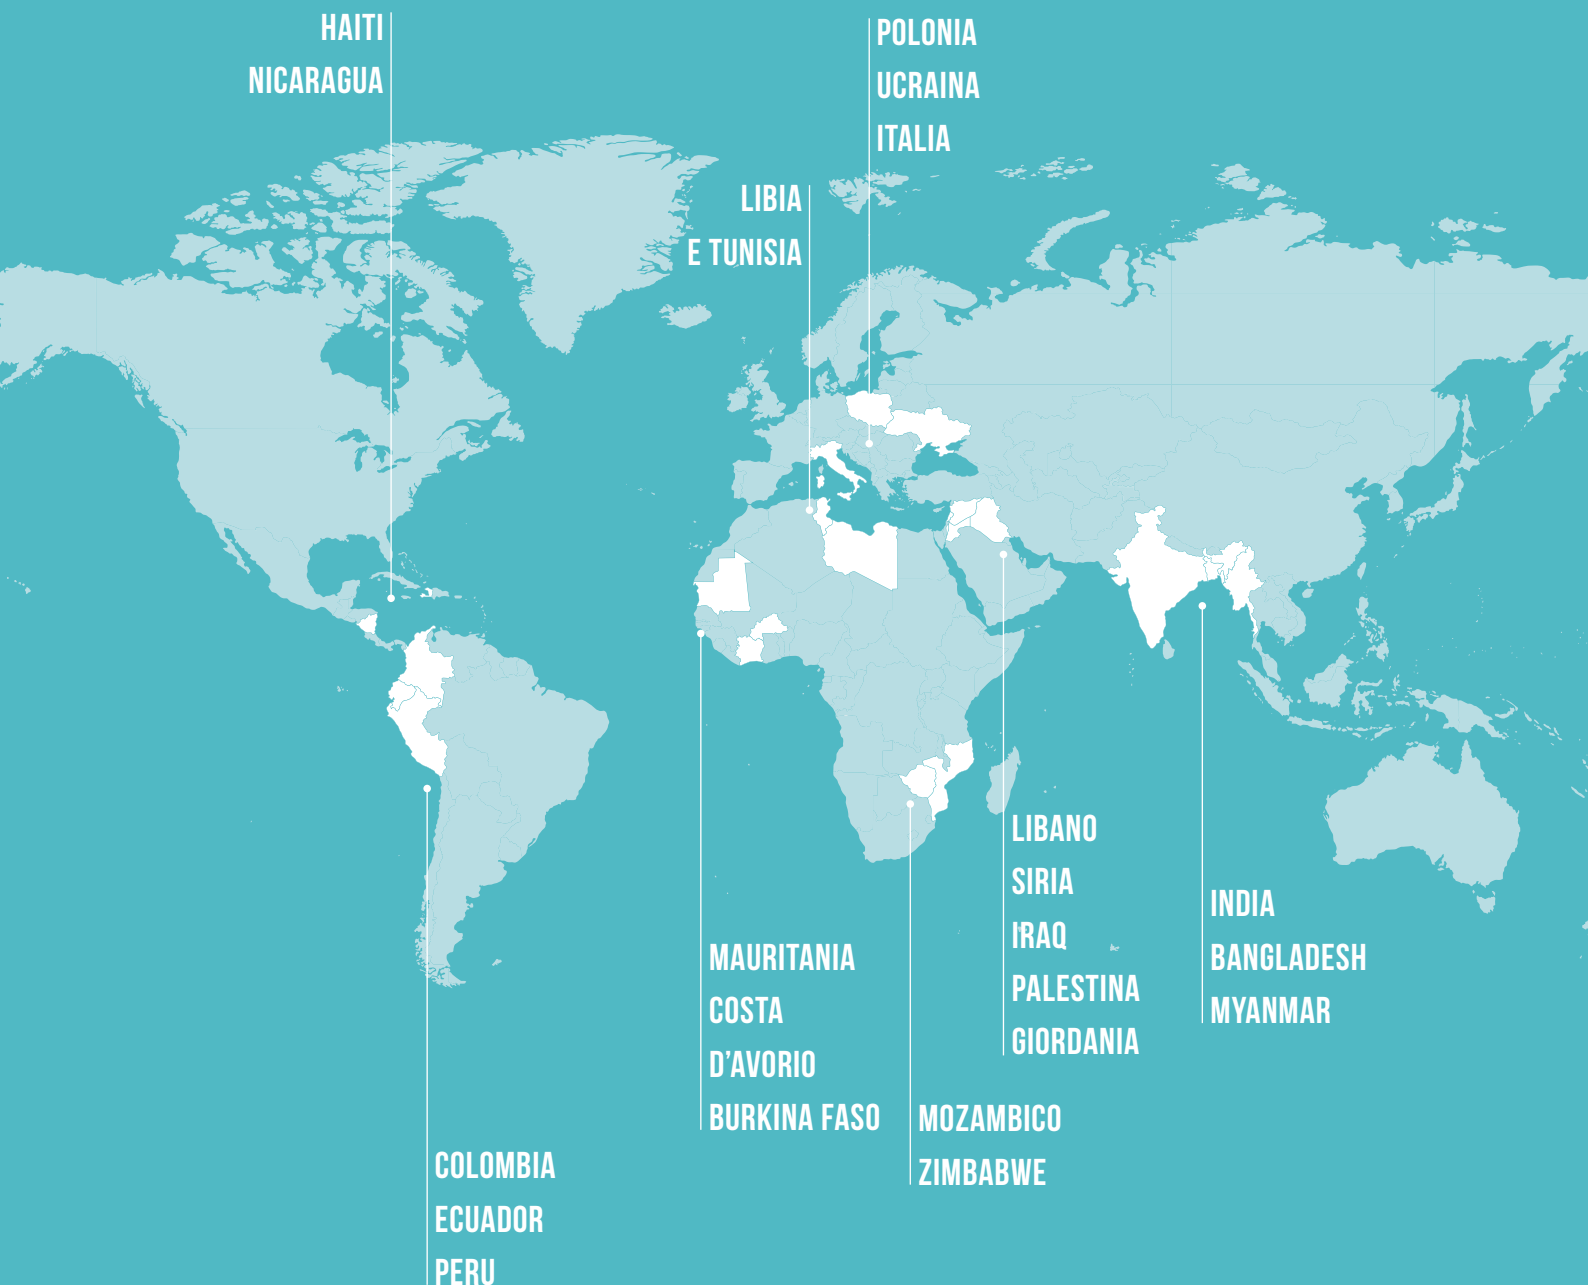 HAITI
NICARAGUA
POLONIA
UCRAINA
ITALIA
LIBIA
E TUNISIA
LIBANO
SIRIA
IRAQ
PALESTINA
GIORDANIA
INDIA
BANGLADESH
MYANMAR
MAURITANIA
COSTA
D'AVORIO
BURKINA FASO
MOZAMBICO
ZIMBABWE
COLOMBIA
ECUADOR
PERU